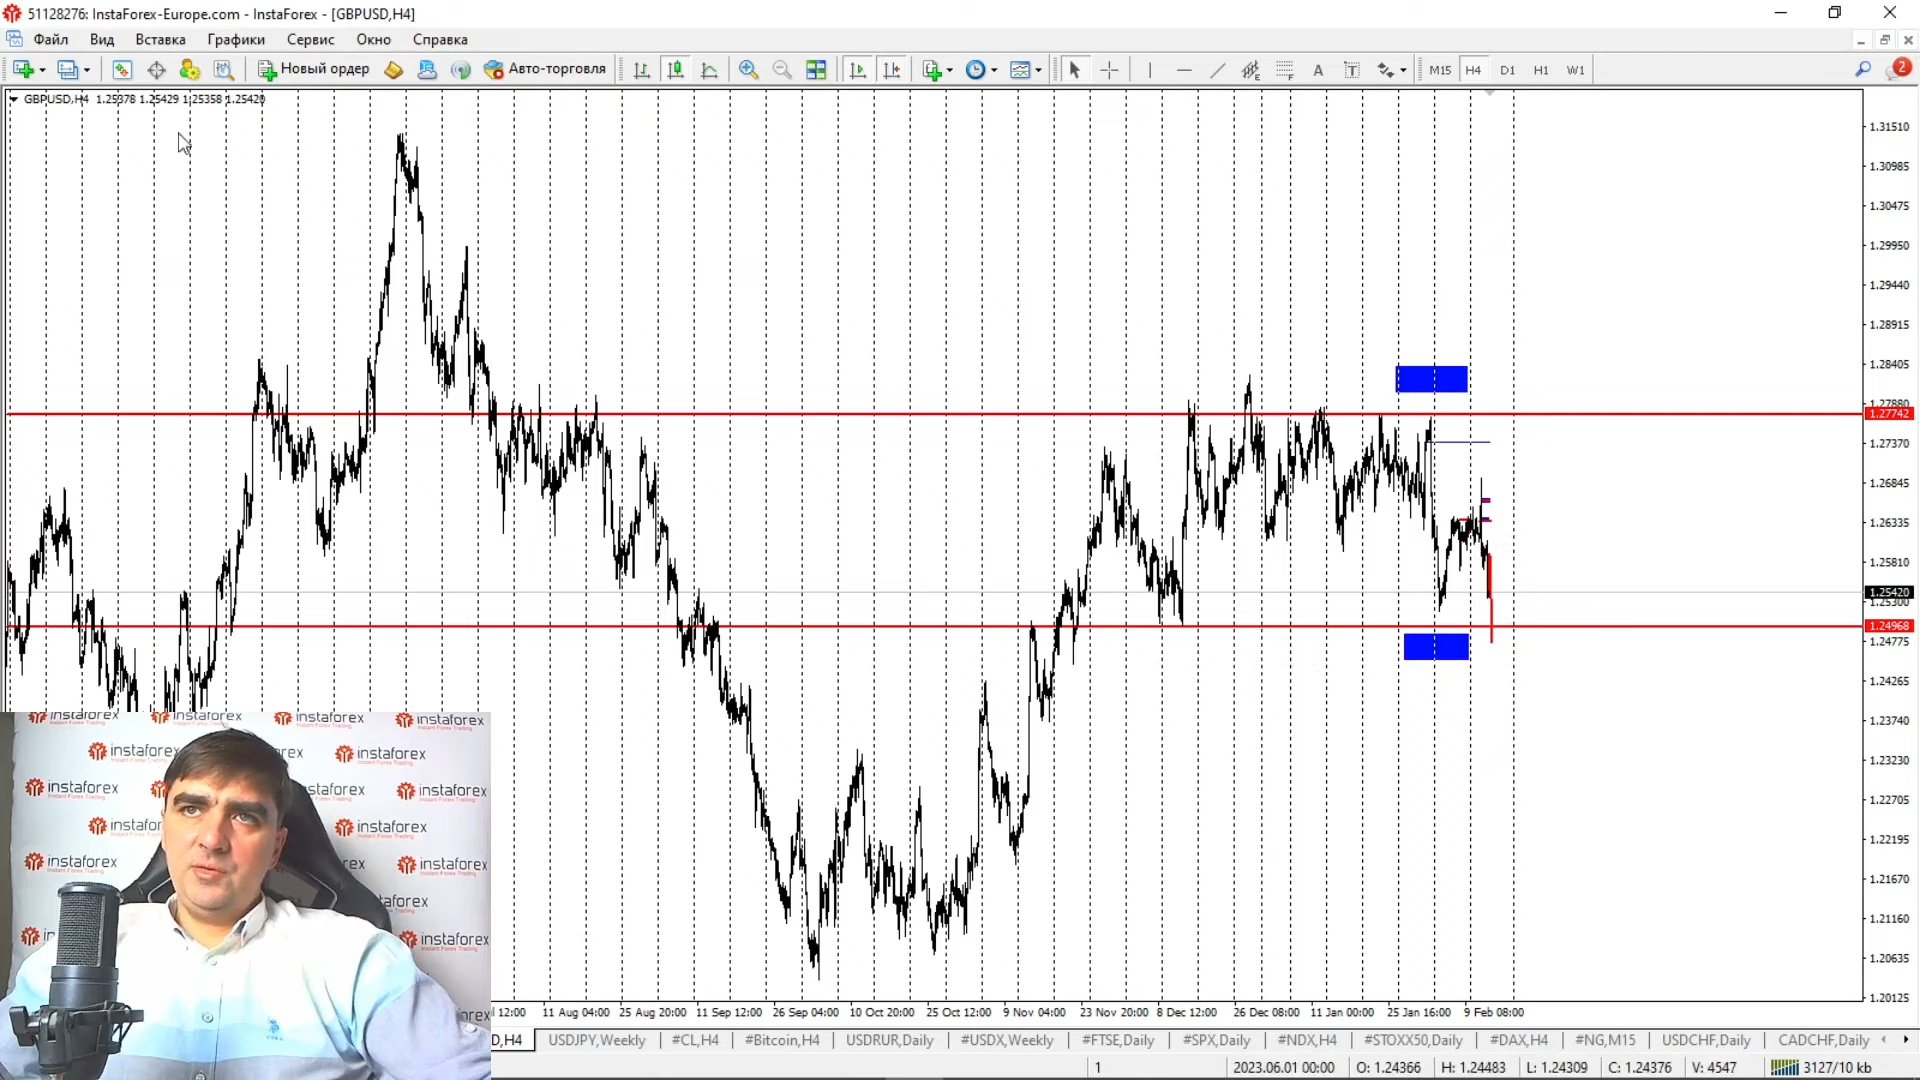 51128276: InstaForex-Europe.com - InstaForex - [GBPUSD,H4]
Файл Вид Вставка Графики Сервис Окно Справка
Новый ордер Авто-торговля A T M15 H4 D1 H1 W1 2
GBPUSD,H4 1.25378 1.25429 1.25358 1.25420
1.31510
1.30985
1.30475
1.29950
1.29440
1.28915
1.28405
1.27880
1.27742
1.27370
1.26845
1.26335
1.25810
1.25420
1.25300
1.24968
1.24775
1.24265
1.23740
1.23230
1.22705
1.22195
1.21670
1.21160
1.20635
1.20125
instaforex
Instant Forex Trading
12:00 11 Aug 04:00 25 Aug 20:00 11 Sep 12:00 26 Sep 04:00 10 Oct 20:00 25 Oct 12:00 9 Nov 04:00 23 Nov 20:00 8 Dec 12:00 26 Dec 08:00 11 Jan 00:00 25 Jan 16:00 9 Feb 08:00
D,H4 USDJPY,Weekly #CL,H4 #Bitcoin,H4 USDRUR,Daily #USDX,Weekly #FTSE,Daily #SPX,Daily #NDX,H4 #STOXX50,Daily #DAX,H4 #NG,M15 USDCHF,Daily CADCHF,Daily
1 2023.06.01 00:00 O: 1.24366 H: 1.24483 L: 1.24309 C: 1.24376 V: 4547 3127/10 kb